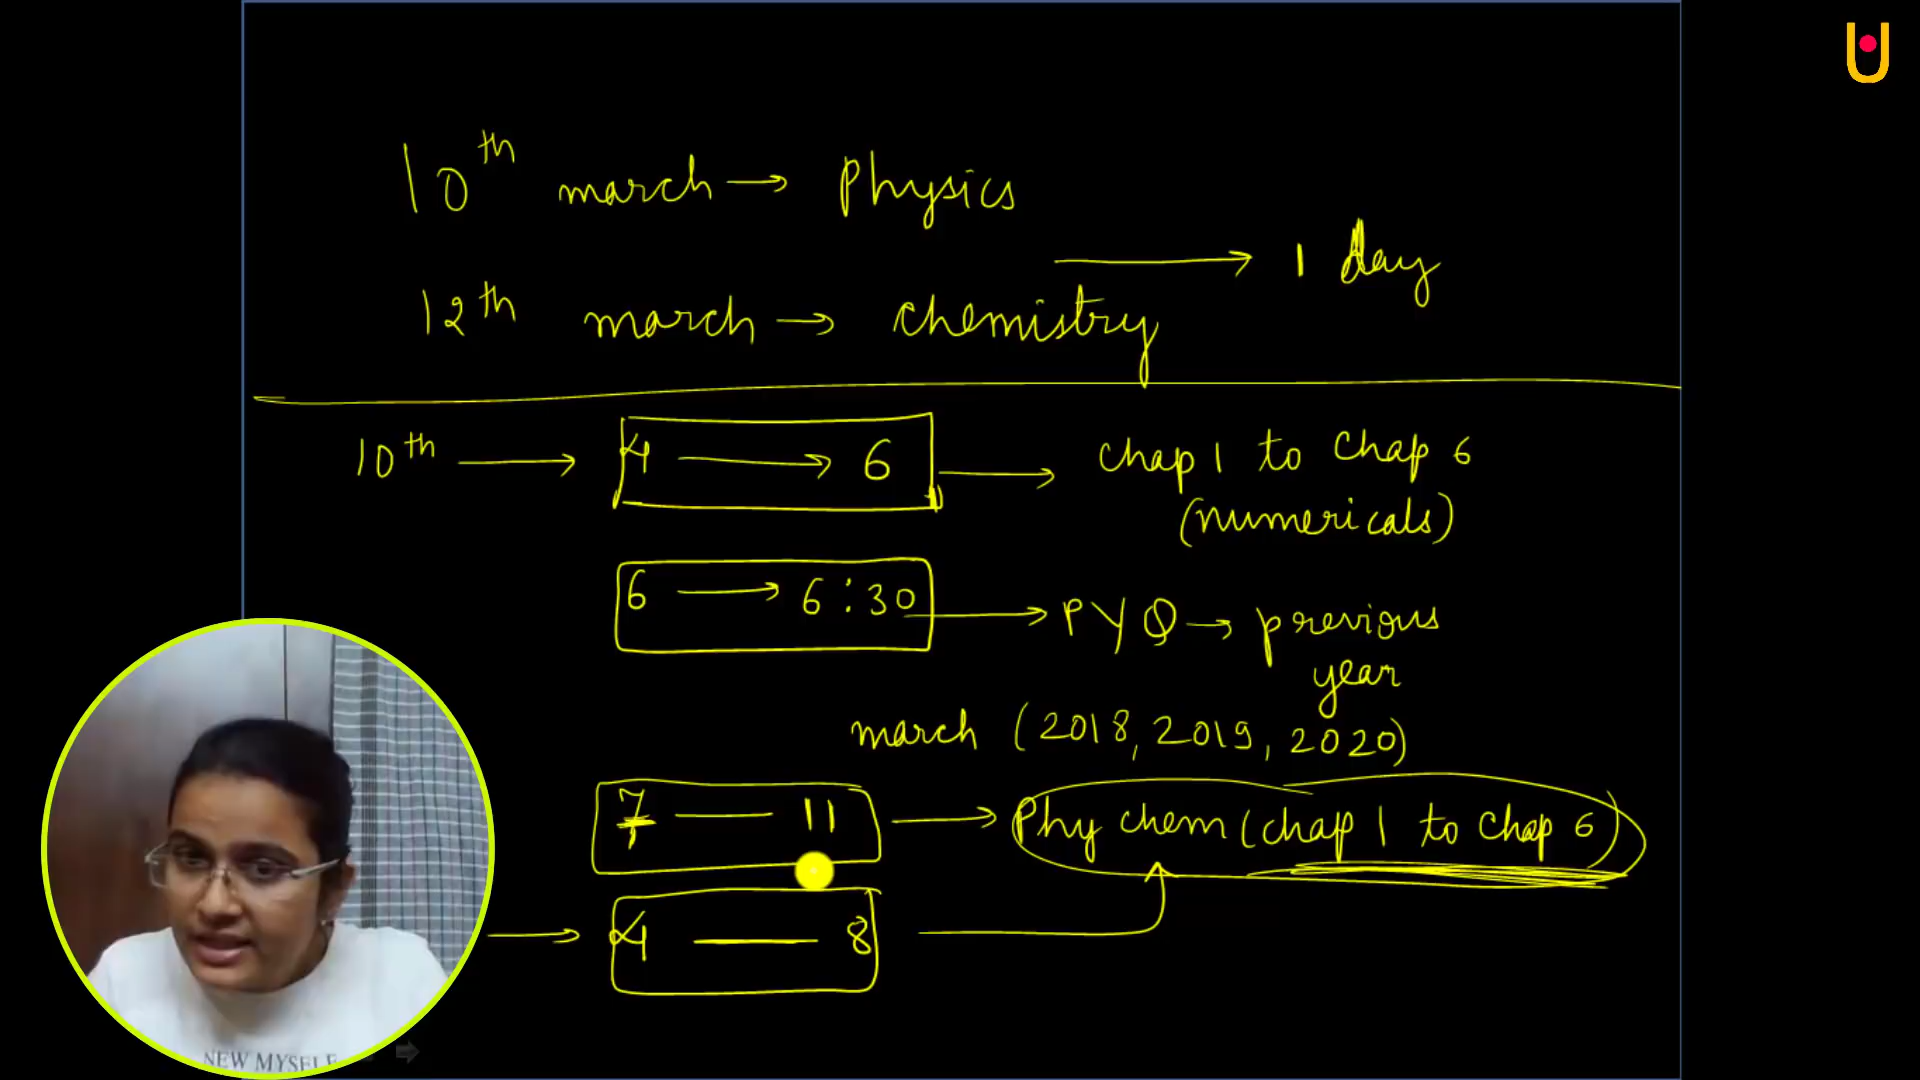 10th march → Physics
→ 1 day
12th march → chemistry
10th → 4 → 6 → Chap 1 to Chap 6
(numericals)
6 → 6:30 → PYQ → previous
year
march (2018, 2019, 2020)
7 — 11 → Phy chem (chap 1 to chap 6)
→ 4 — 8
NEW MYSELF